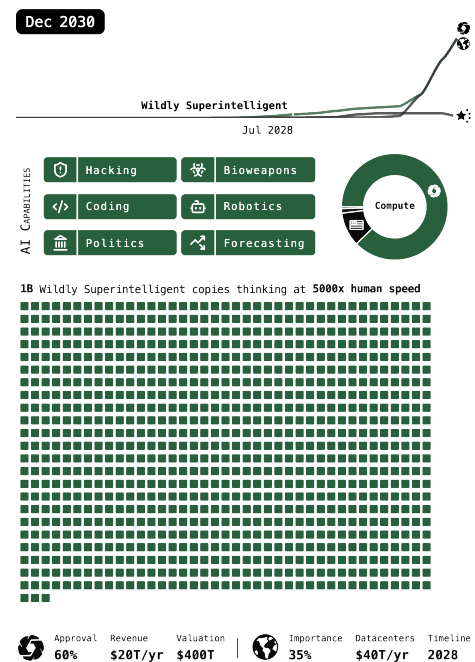 Dec 2030
Wildly Superintelligent
Jul 2028
AI CAPABILITIES
Hacking
Bioweapons
Coding
Robotics
Politics
Forecasting
Compute
1B Wildly Superintelligent copies thinking at 5000x human speed
Approval Revenue Valuation Importance Datacenters Timeline
60% $20T/yr $400T 35% $40T/yr 2028